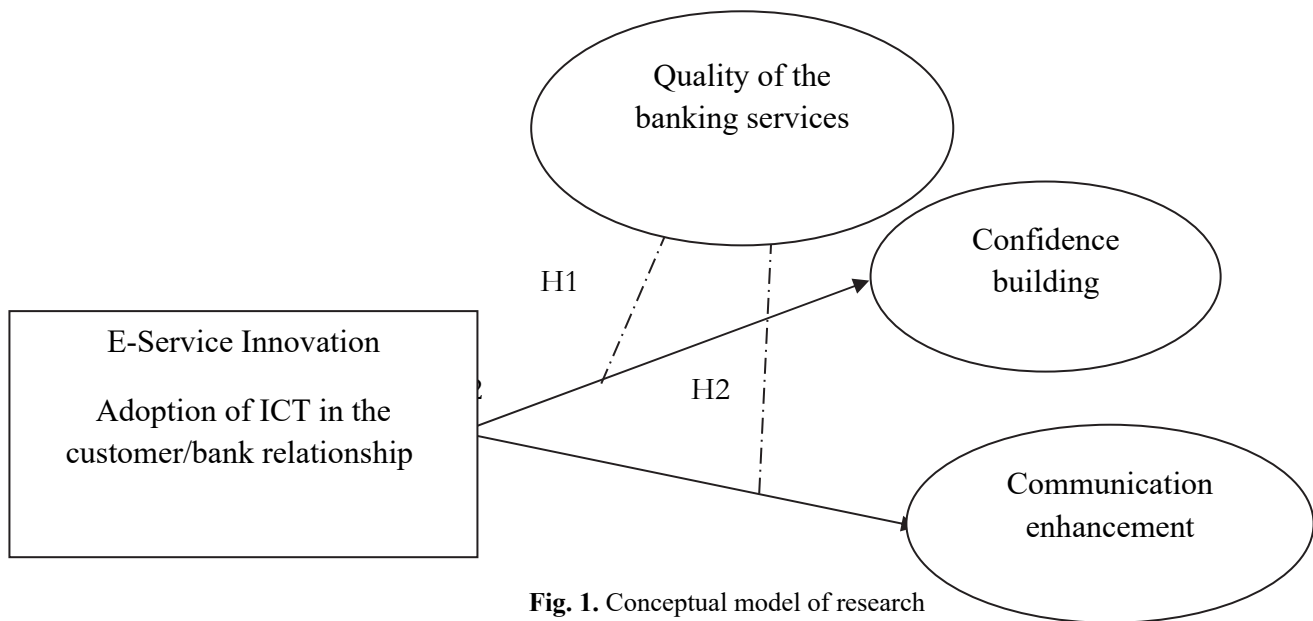 Quality of the
banking services
Confidence
building
H1
E-Service Innovation
Adoption of ICT in the
customer/bank relationship
H2
Communication
enhancement
Fig. 1. Conceptual model of research